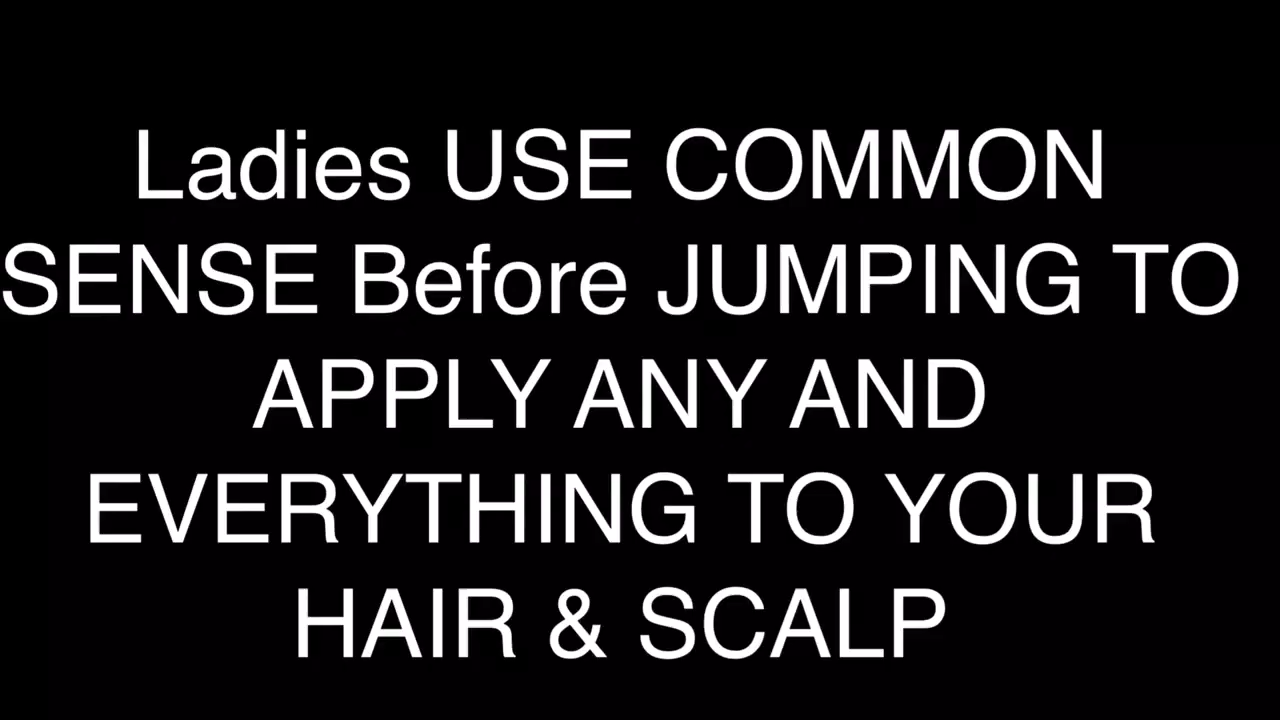 Ladies USE COMMON
SENSE Before JUMPING TO
APPLY ANY AND
EVERYTHING TO YOUR
HAIR & SCALP